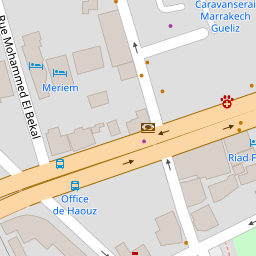 Caravanserai
Marrakech
Gueliz
Rue Mohammed El Bekal
Meriem
Riad F
Office
de Haouz